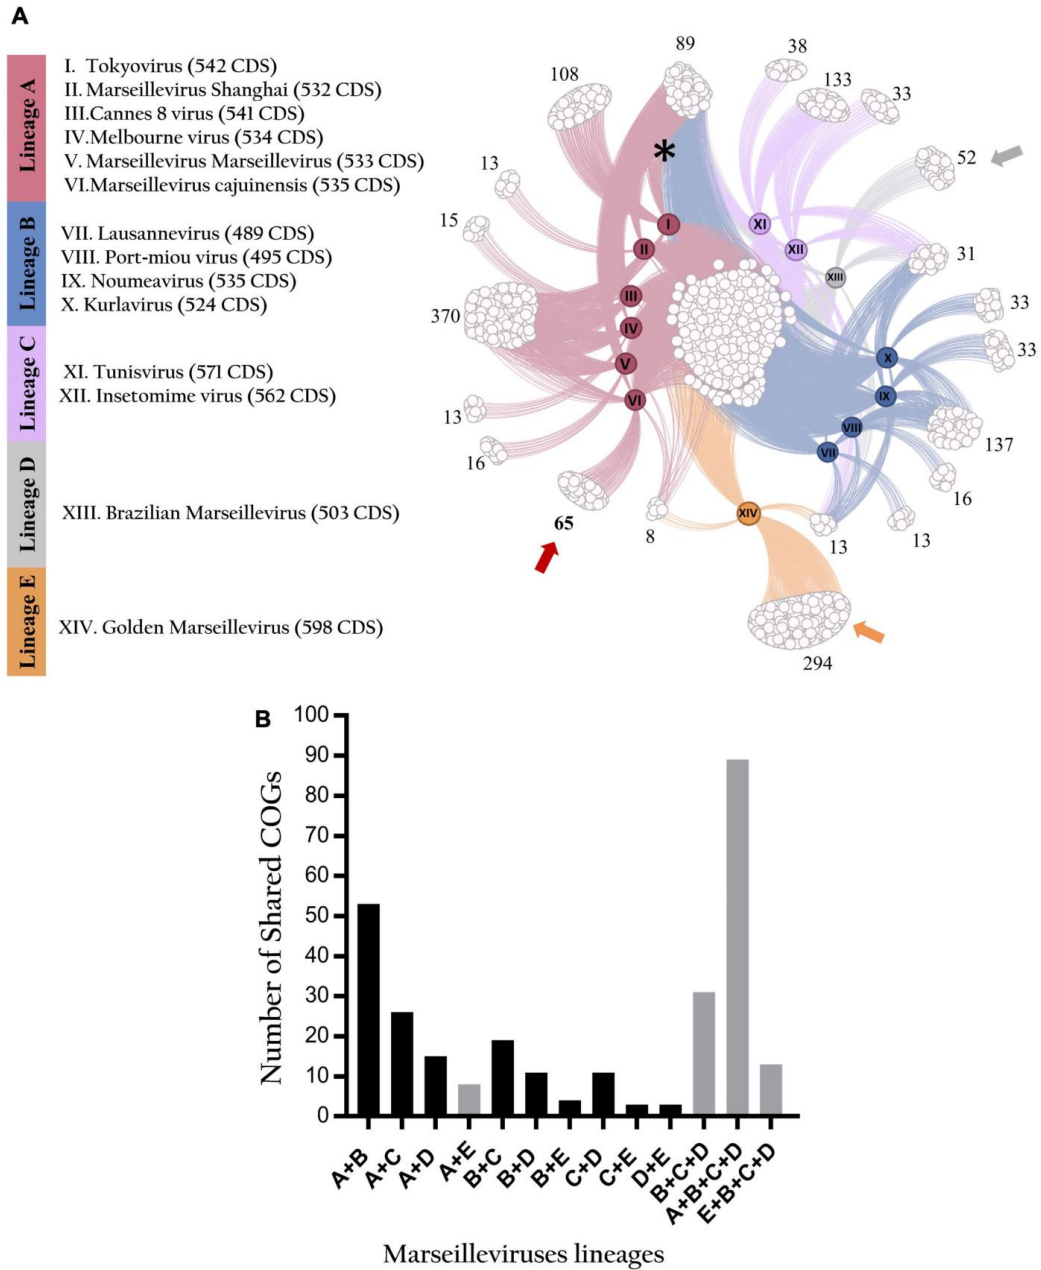 A
Lineage A
I. Tokyovirus (542 CDS)
II. Marseillevirus Shanghai (532 CDS)
III.Cannes 8 virus (541 CDS)
IV.Melbourne virus (534 CDS)
V. Marseillevirus Marseillevirus (533 CDS)
VI.Marseillevirus cajuinensis (535 CDS)
Lineage B
VII. Lausannevirus (489 CDS)
VIII. Port-miou virus (495 CDS)
IX. Noumeavirus (535 CDS)
X. Kurlavirus (524 CDS)
Lineage C
XI. Tunisvirus (571 CDS)
XII. Insetomime virus (562 CDS)
Lineage D
XIII. Brazilian Marseillevirus (503 CDS)
Lineage E
XIV. Golden Marseillevirus (598 CDS)
89
38
108
133
33
*
52
13
15
I
XI
II
XII
31
XIII
III
370
33
IV
33
V
X
VI
IX
13
VIII
137
VII
16
16
65
XIV
8
13
13
294
B
Number of Shared COGs
100
90
80
70
60
50
40
30
20
10
0
A+B
A+C
A+D
A+E
B+C
B+D
B+E
C+D
C+E
D+E
B+C+D
A+B+C+D
E+B+C+D
Marseilleviruses lineages